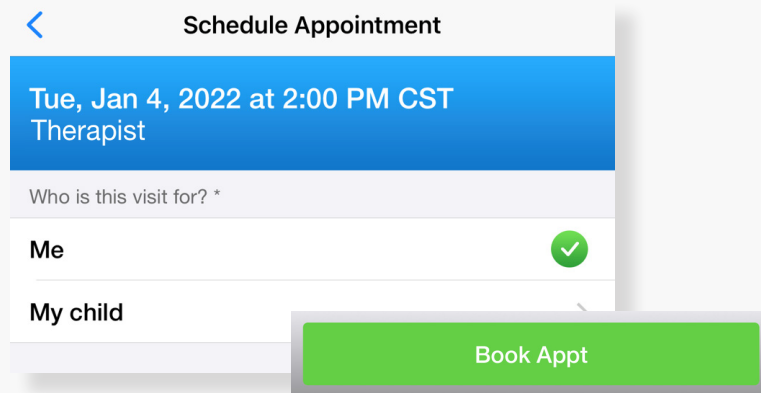 Schedule Appointment
Tue, Jan 4, 2022 at 2:00 PM CST
Therapist
Who is this visit for? *
Me
My child
Book Appt